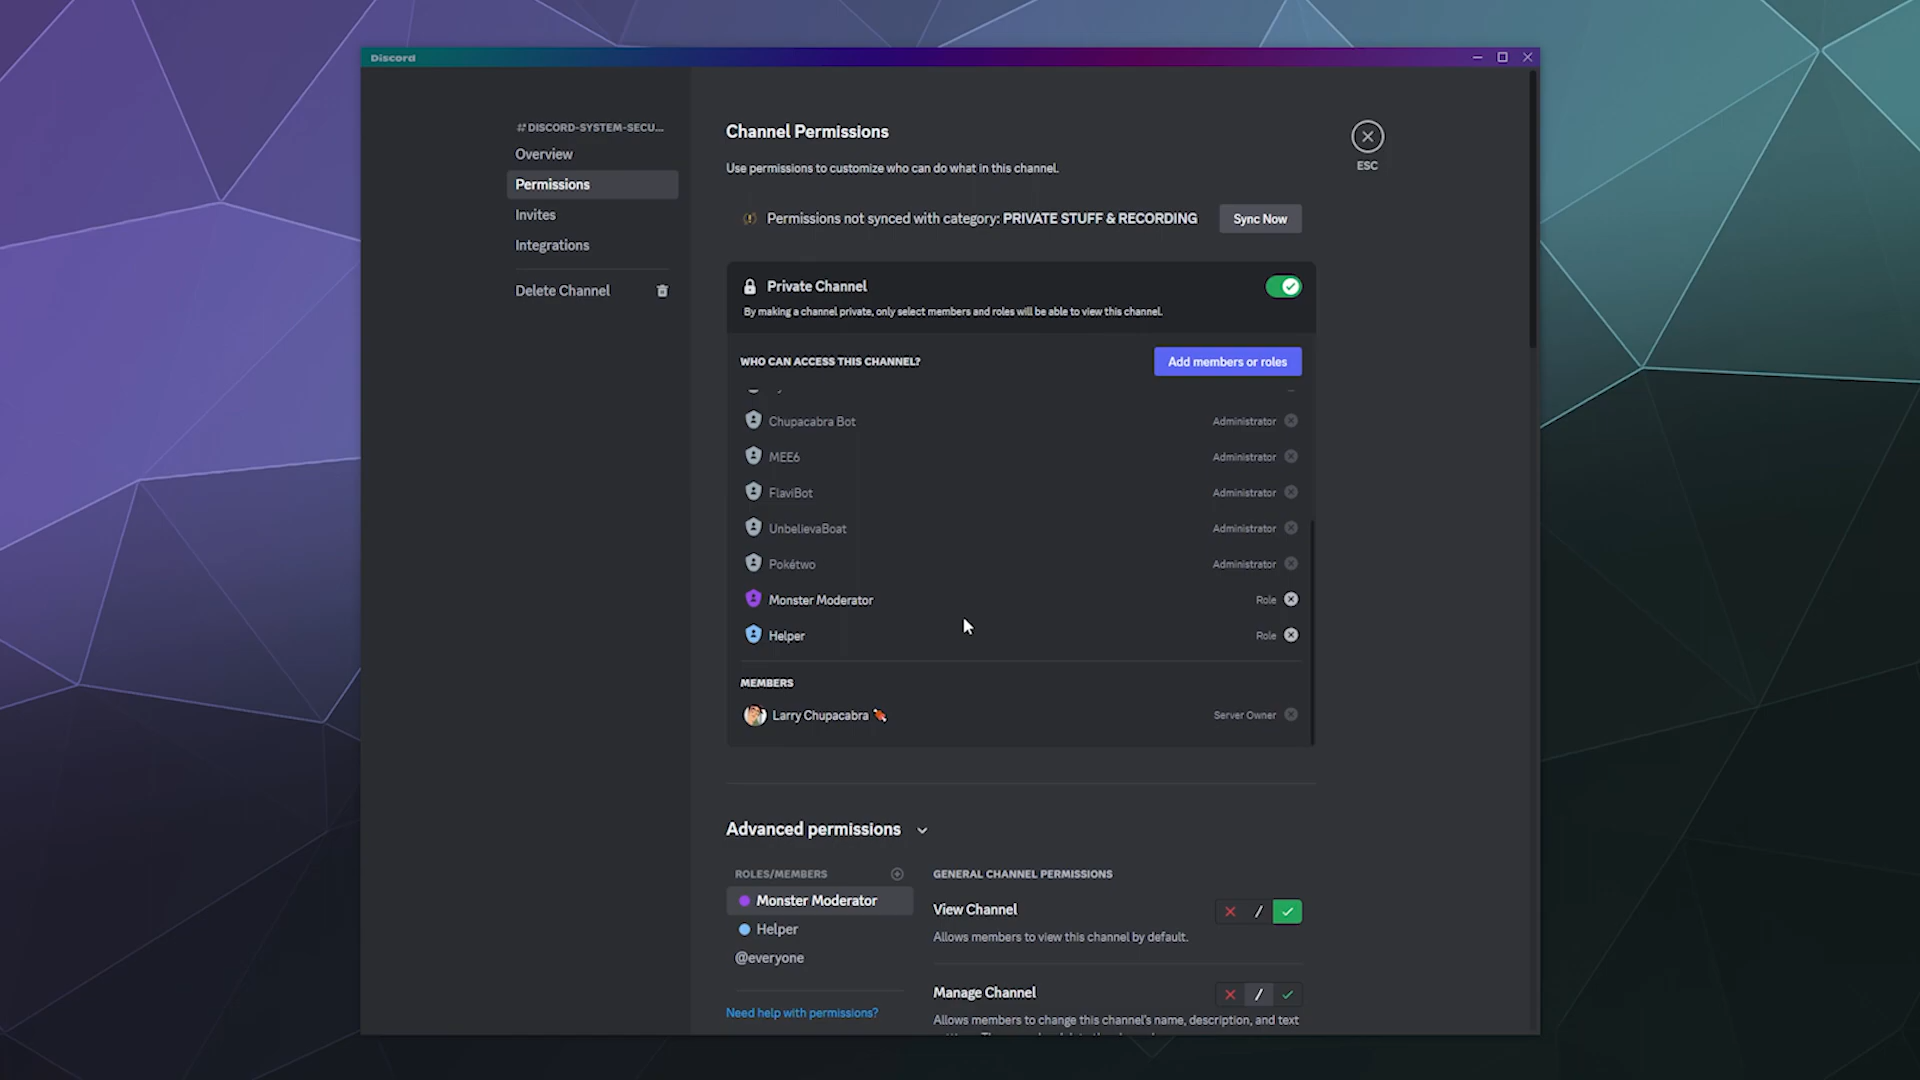 Discord
#DISCORD-SYSTEM-SECU...
Overview
Permissions
Invites
Integrations
Delete Channel
Channel Permissions
Use permissions to customize who can do what in this channel.
ESC
Permissions not synced with category: PRIVATE STUFF & RECORDING
Sync Now
Private Channel
By making a channel private, only select members and roles will be able to view this channel.
WHO CAN ACCESS THIS CHANNEL?
Add members or roles
Chupacabra Bot
Administrator
MEE6
Administrator
FlaviBot
Administrator
UnbelievaBoat
Administrator
Pokétwo
Administrator
Monster Moderator
Role
Helper
Role
MEMBERS
Larry Chupacabra
Server Owner
Advanced permissions
ROLES/MEMBERS
Monster Moderator
Helper
@everyone
Need help with permissions?
GENERAL CHANNEL PERMISSIONS
View Channel
Allows members to view this channel by default.
Manage Channel
Allows members to change this channel's name, description, and text